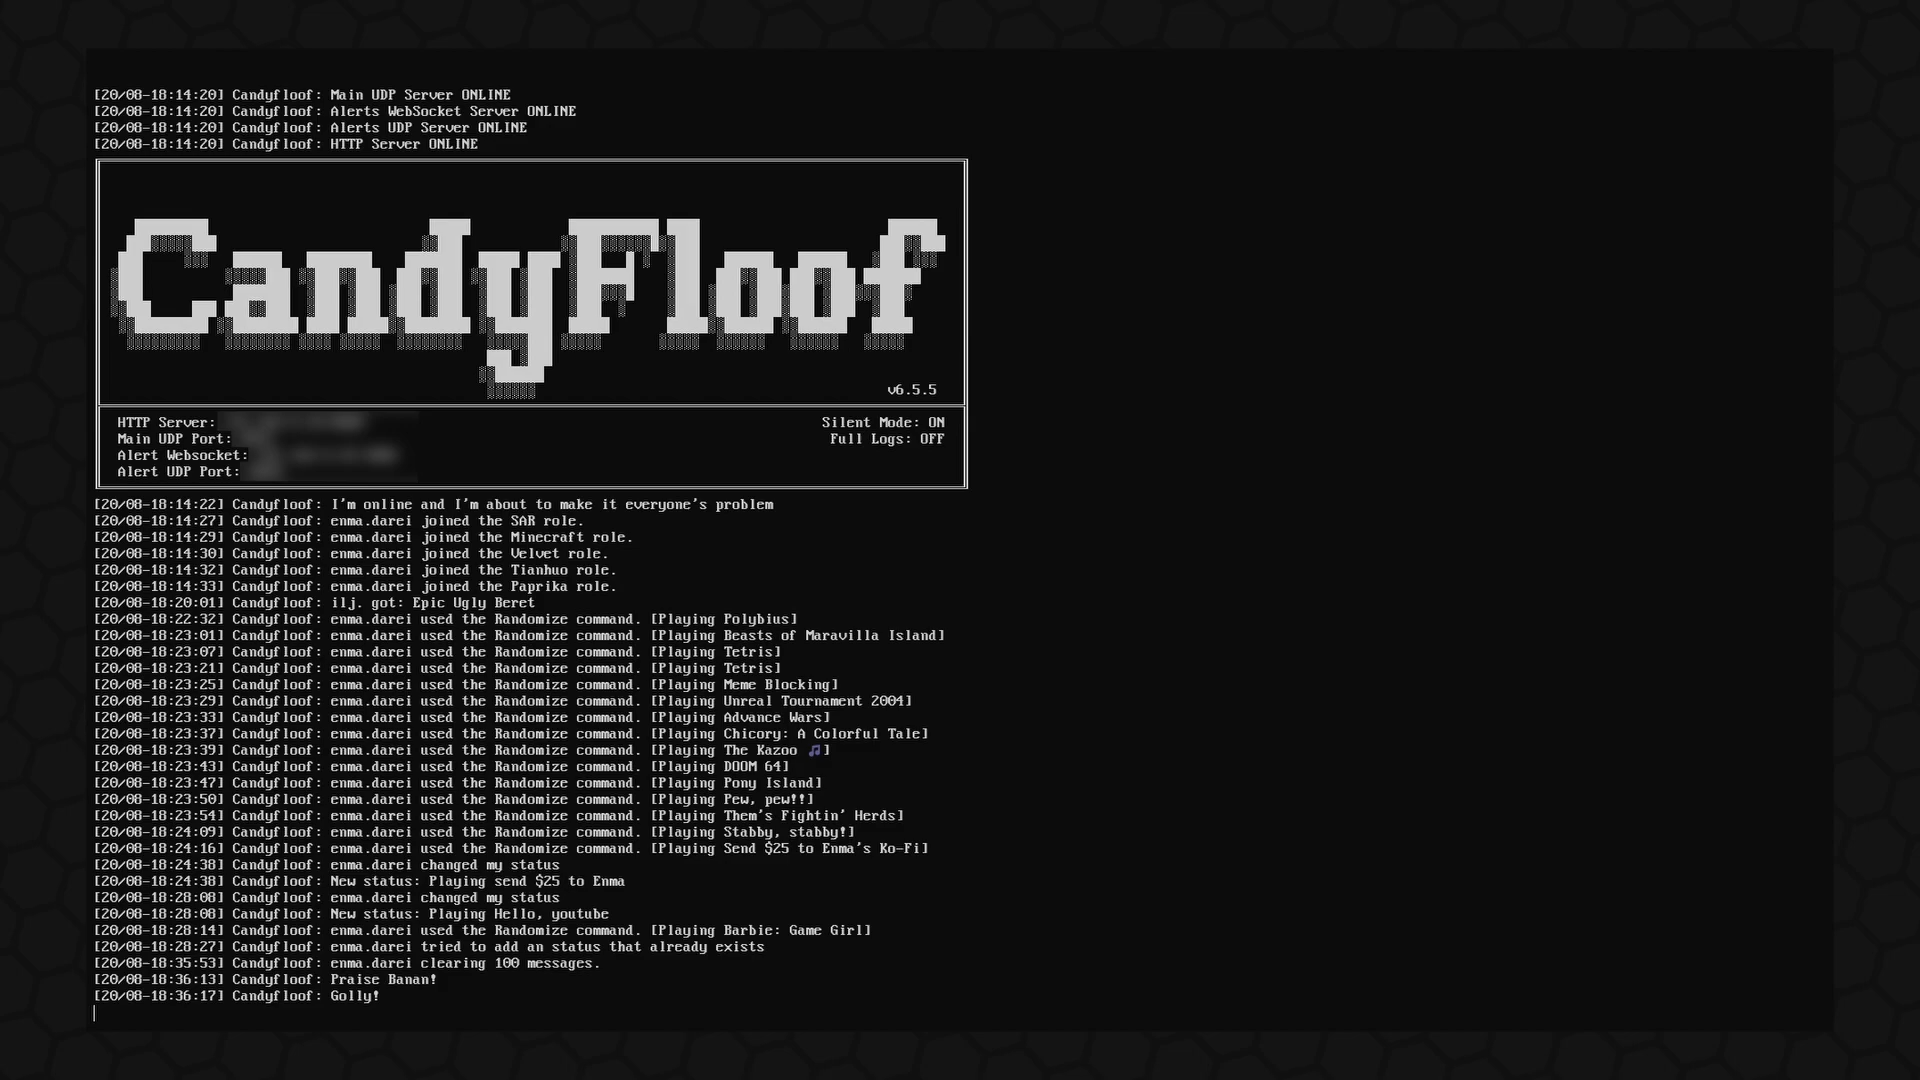 [20/08-18:14:20] Candyfloof: Main UDP Server ONLINE
[20/08-18:14:20] Candyfloof: Alerts WebSocket Server ONLINE
[20/08-18:14:20] Candyfloof: Alerts UDP Server ONLINE
[20/08-18:14:20] Candyfloof: HTTP Server ONLINE
CandyFloof
v6.5.5
HTTP Server: Silent Mode: ON
Main UDP Port: Full Logs: OFF
Alert Websocket:
Alert UDP Port:
[20/08-18:14:22] Candyfloof: I'm online and I'm about to make it everyone's problem
[20/08-18:14:27] Candyfloof: enma.darei joined the SAR role.
[20/08-18:14:29] Candyfloof: enma.darei joined the Minecraft role.
[20/08-18:14:30] Candyfloof: enma.darei joined the Velvet role.
[20/08-18:14:32] Candyfloof: enma.darei joined the Tianhuo role.
[20/08-18:14:33] Candyfloof: enma.darei joined the Paprika role.
[20/08-18:20:01] Candyfloof: ilj. got: Epic Ugly Beret
[20/08-18:22:32] Candyfloof: enma.darei used the Randomize command. [Playing Polybius]
[20/08-18:23:01] Candyfloof: enma.darei used the Randomize command. [Playing Beasts of Maravilla Island]
[20/08-18:23:07] Candyfloof: enma.darei used the Randomize command. [Playing Tetris]
[20/08-18:23:21] Candyfloof: enma.darei used the Randomize command. [Playing Tetris]
[20/08-18:23:25] Candyfloof: enma.darei used the Randomize command. [Playing Meme Blocking]
[20/08-18:23:29] Candyfloof: enma.darei used the Randomize command. [Playing Unreal Tournament 2004]
[20/08-18:23:33] Candyfloof: enma.darei used the Randomize command. [Playing Advance Wars]
[20/08-18:23:37] Candyfloof: enma.darei used the Randomize command. [Playing Chicory: A Colorful Tale]
[20/08-18:23:39] Candyfloof: enma.darei used the Randomize command. [Playing The Kazoo 🎵]
[20/08-18:23:43] Candyfloof: enma.darei used the Randomize command. [Playing DOOM 64]
[20/08-18:23:47] Candyfloof: enma.darei used the Randomize command. [Playing Pony Island]
[20/08-18:23:50] Candyfloof: enma.darei used the Randomize command. [Playing Pew, pew!!]
[20/08-18:23:54] Candyfloof: enma.darei used the Randomize command. [Playing Them's Fightin' Herds]
[20/08-18:24:09] Candyfloof: enma.darei used the Randomize command. [Playing Stabby, stabby!]
[20/08-18:24:16] Candyfloof: enma.darei used the Randomize command. [Playing Send $25 to Enma's Ko-Fi]
[20/08-18:24:38] Candyfloof: enma.darei changed my status
[20/08-18:24:38] Candyfloof: New status: Playing send $25 to Enma
[20/08-18:28:08] Candyfloof: enma.darei changed my status
[20/08-18:28:08] Candyfloof: New status: Playing Hello, youtube
[20/08-18:28:14] Candyfloof: enma.darei used the Randomize command. [Playing Barbie: Game Girl]
[20/08-18:28:27] Candyfloof: enma.darei tried to add an status that already exists
[20/08-18:35:53] Candyfloof: enma.darei clearing 100 messages.
[20/08-18:36:13] Candyfloof: Praise Banan!
[20/08-18:36:17] Candyfloof: Golly!